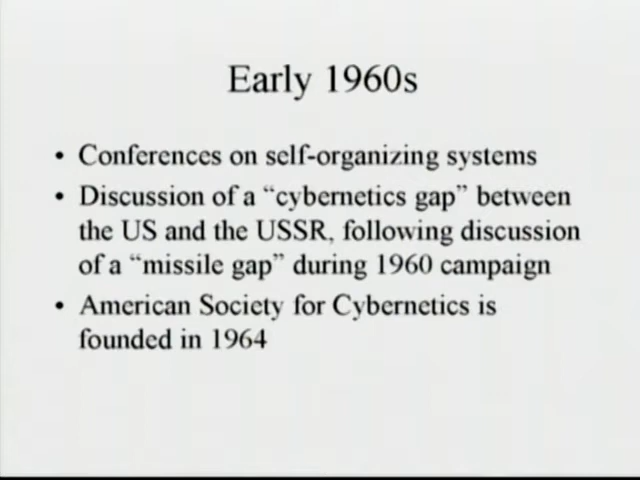 Early 1960s
• Conferences on self-organizing systems
• Discussion of a “cybernetics gap” between
the US and the USSR, following discussion
of a “missile gap” during 1960 campaign
• American Society for Cybernetics is
founded in 1964